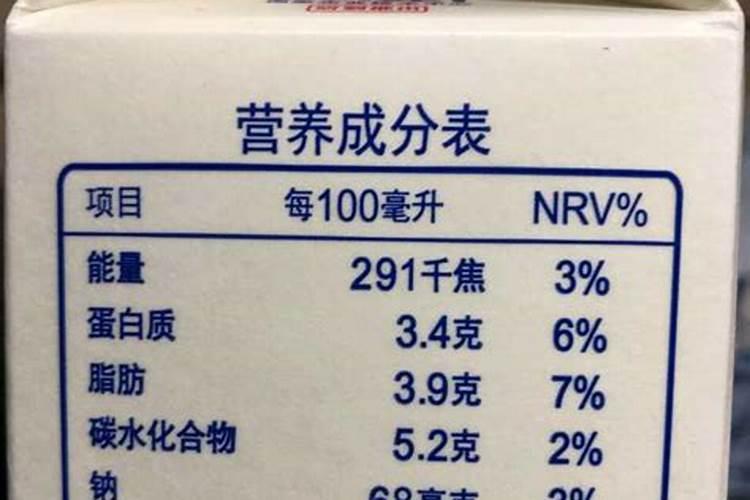 营养成分表
项目 每100毫升 NRV%
能量 291千焦 3%
蛋白质 3.4克 6%
脂肪 3.9克 7%
碳水化合物 5.2克 2%
钠